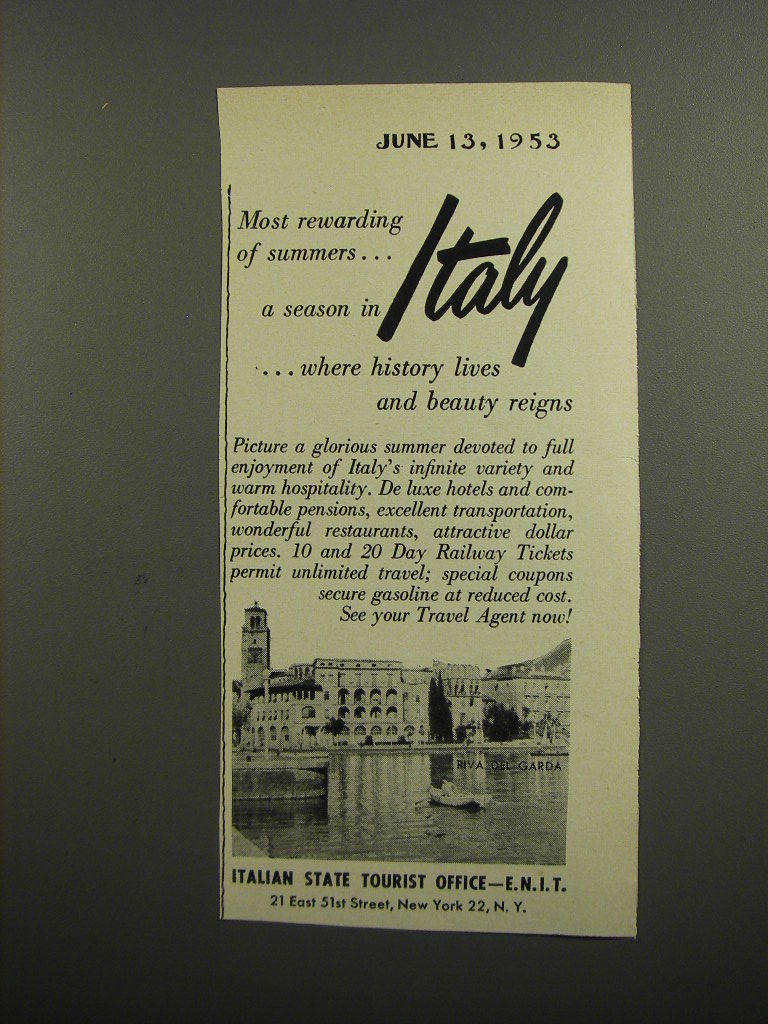 JUNE 13, 1953
Most rewarding
of summers...
a season in Italy
...where history lives
and beauty reigns
Picture a glorious summer devoted to full
enjoyment of Italy's infinite variety and
warm hospitality. De luxe hotels and com-
fortable pensions, excellent transportation,
wonderful restaurants, attractive dollar
prices. 10 and 20 Day Railway Tickets
permit unlimited travel; special coupons
secure gasoline at reduced cost.
See your Travel Agent now!
RIVA DEL GARDA
ITALIAN STATE TOURIST OFFICE—E.N.I.T.
21 East 51st Street, New York 22, N. Y.